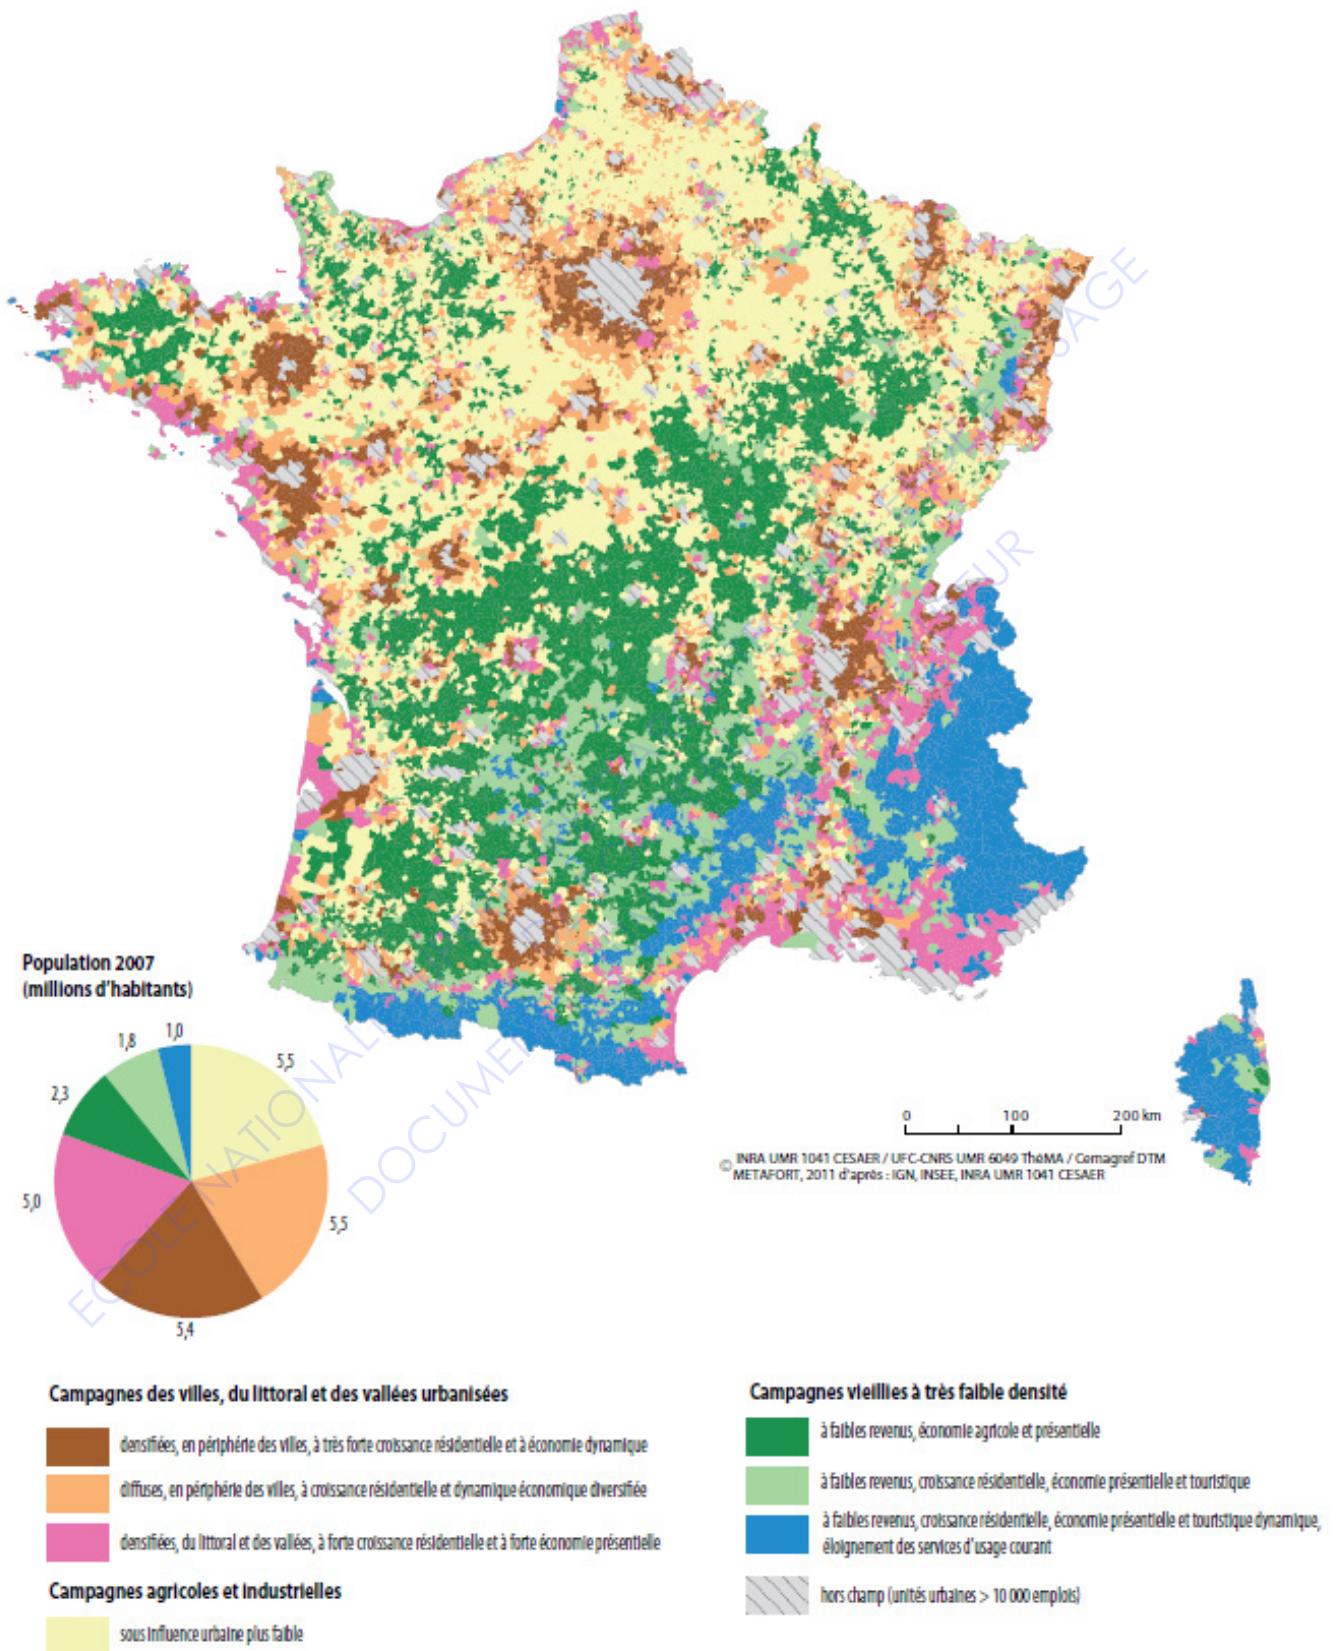 Population 2007
(millions d'habitants)
1,0
1,8
5,5
2,3
5,0
5,5
5,4
0 100 200 km
© INRA UMR 1041 CESAER / UFC-CNRS UMR 6049 ThéMA / Cemagref DTM
METAFORT, 2011 d'après : IGN, INSEE, INRA UMR 1041 CESAER
Campagnes des villes, du littoral et des vallées urbanisées
densifiées, en périphérie des villes, à très forte croissance résidentielle et à économie dynamique
diffuses, en périphérie des villes, à croissance résidentielle et dynamique économique diversifiée
densifiées, du littoral et des vallées, à forte croissance résidentielle et à forte économie présentielle
Campagnes agricoles et industrielles
sous influence urbaine plus faible
Campagnes vieillies à très faible densité
à faibles revenus, économie agricole et présentielle
à faibles revenus, croissance résidentielle, économie présentielle et touristique
à faibles revenus, croissance résidentielle, économie présentielle et touristique dynamique,
éloignement des services d'usage courant
hors champ (unités urbaines > 10 000 emplois)
ECOLE NATIONALE
DOCUMENT